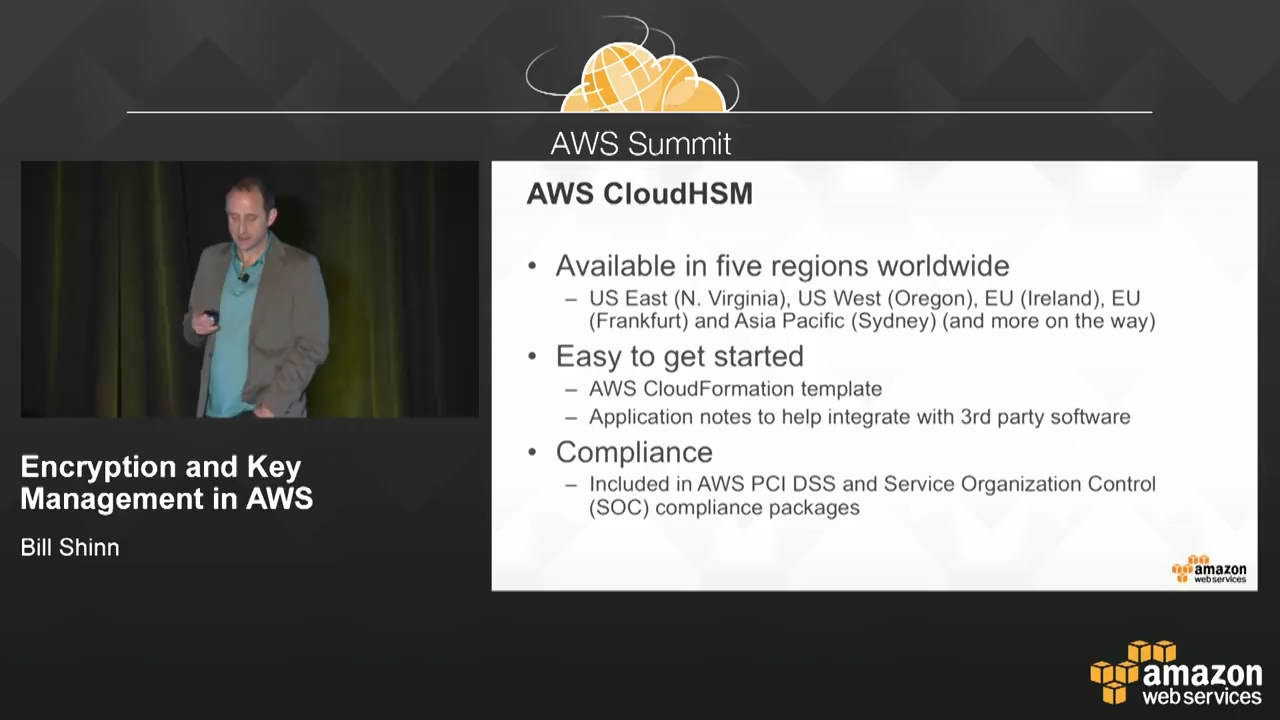 AWS Summit
AWS CloudHSM
• Available in five regions worldwide
– US East (N. Virginia), US West (Oregon), EU (Ireland), EU
(Frankfurt) and Asia Pacific (Sydney) (and more on the way)
• Easy to get started
– AWS CloudFormation template
– Application notes to help integrate with 3rd party software
• Compliance
– Included in AWS PCI DSS and Service Organization Control
(SOC) compliance packages
amazon
web services
Encryption and Key
Management in AWS
Bill Shinn
amazon
web services